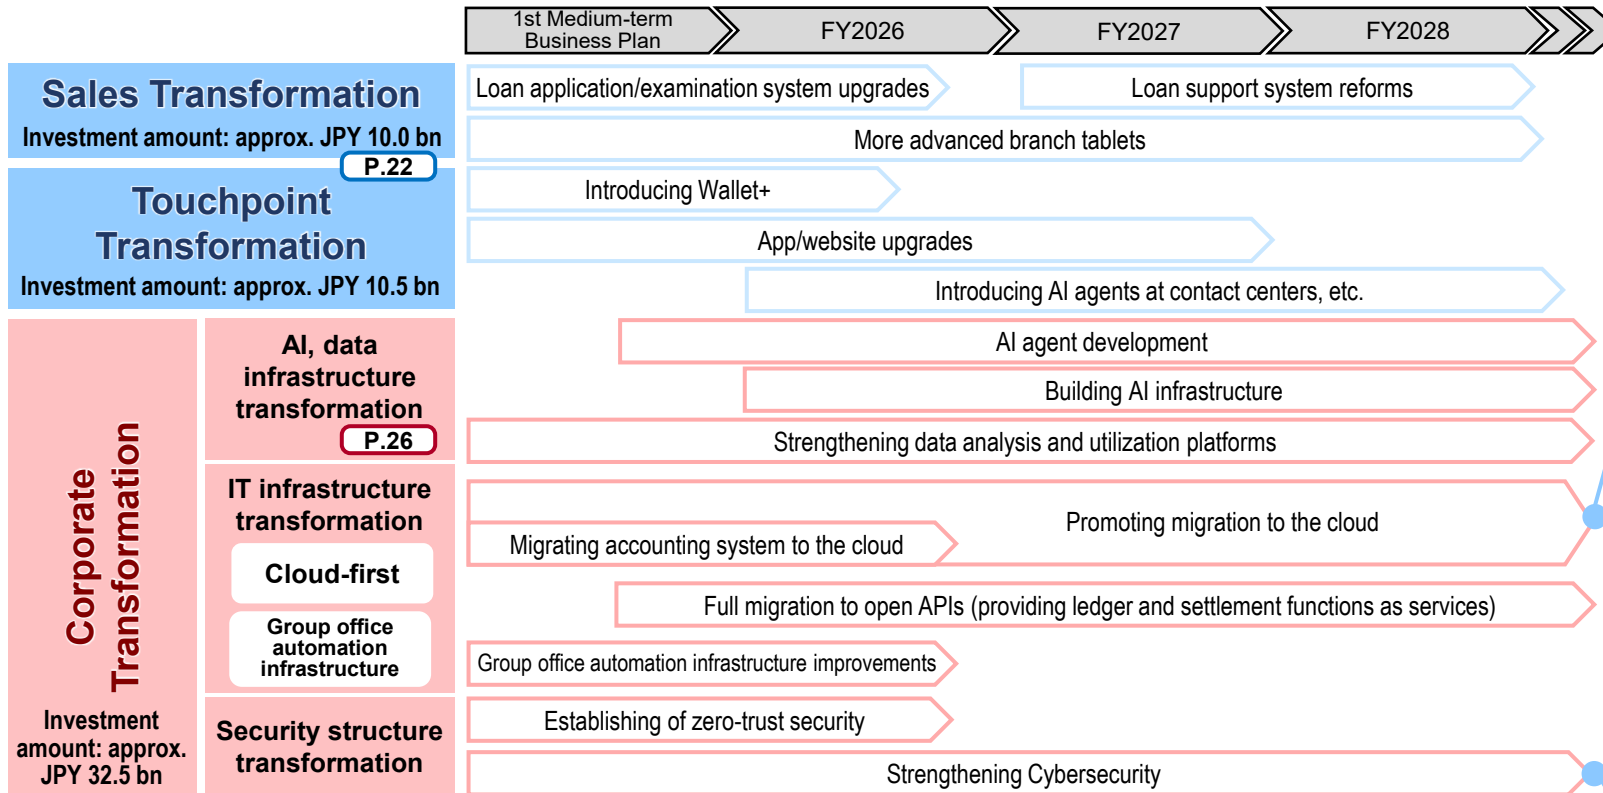 1st Medium-term
Business Plan
FY2026
FY2027
FY2028
Sales Transformation
Investment amount: approx. JPY 10.0 bn
P.22
Loan application/examination system upgrades
Loan support system reforms
More advanced branch tablets
Touchpoint
Transformation
Investment amount: approx. JPY 10.5 bn
Introducing Wallet+
App/website upgrades
Introducing AI agents at contact centers, etc.
Corporate
Transformation
Investment
amount: approx.
JPY 32.5 bn
AI, data
infrastructure
transformation
P.26
AI agent development
Building AI infrastructure
Strengthening data analysis and utilization platforms
IT infrastructure
transformation
Cloud-first
Group office
automation
infrastructure
Promoting migration to the cloud
Migrating accounting system to the cloud
Full migration to open APIs (providing ledger and settlement functions as services)
Group office automation infrastructure improvements
Security structure
transformation
Establishing of zero-trust security
Strengthening Cybersecurity